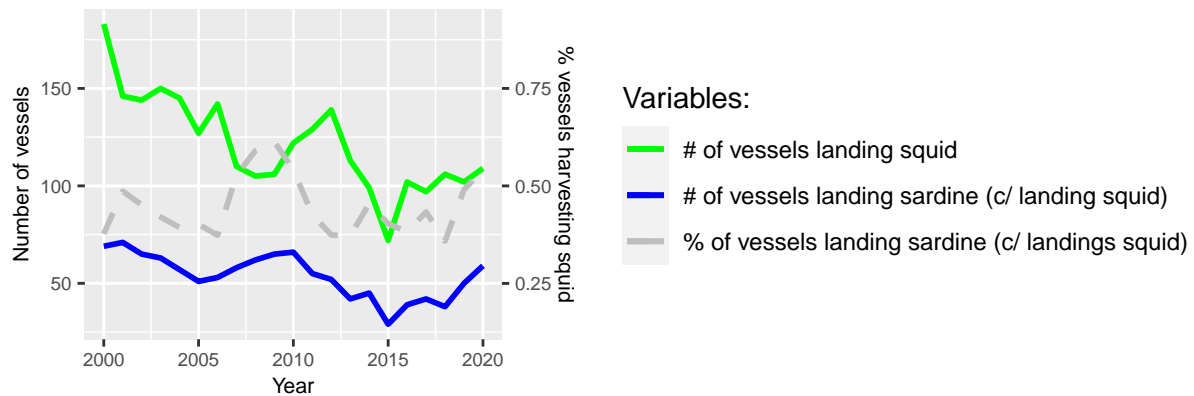 Number of vessels
150
100
50
0.75
0.50
0.25
% vessels harvesting squid
2000 2005 2010 2015 2020
Year
Variables:
# of vessels landing squid
# of vessels landing sardine (c/ landing squid)
% of vessels landing sardine (c/ landings squid)